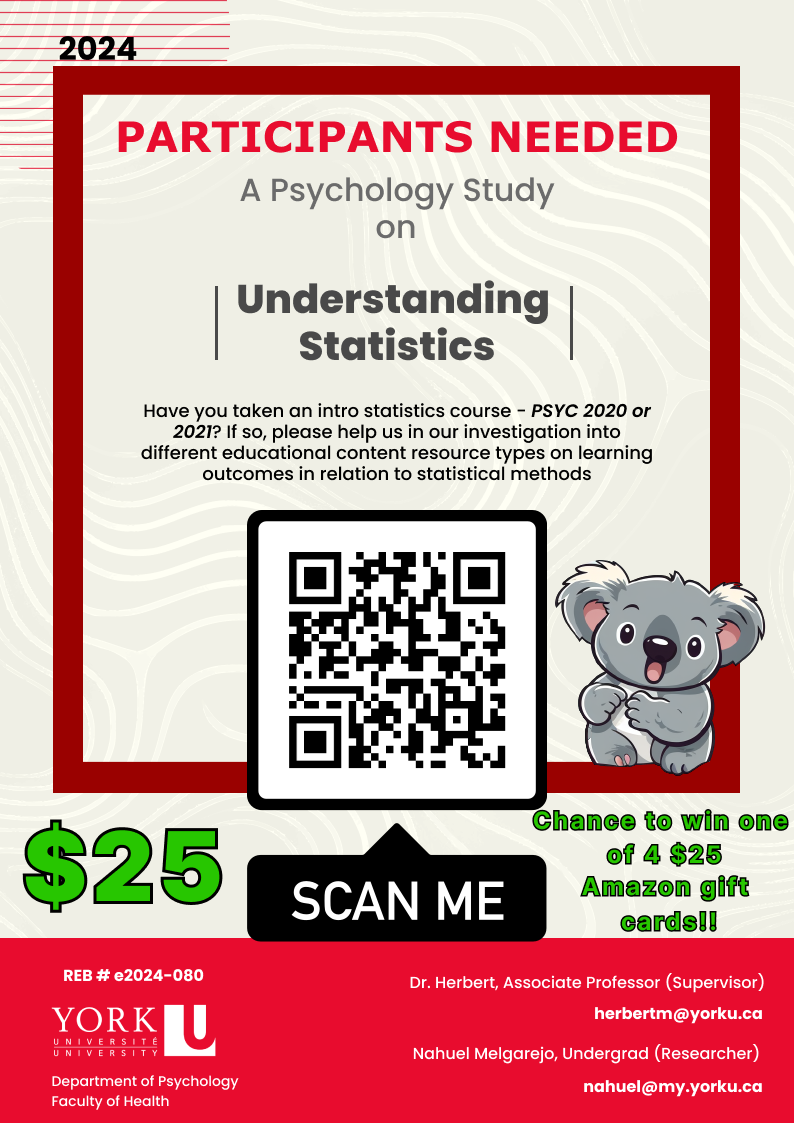 2024
PARTICIPANTS NEEDED
A Psychology Study
on
Understanding
Statistics
Have you taken an intro statistics course - PSYC 2020 or
2021? If so, please help us in our investigation into
different educational content resource types on learning
outcomes in relation to statistical methods
$25
SCAN ME
Chance to win one
of 4 $25
Amazon gift
cards!!
REB # e2024-080
YORK U
UNIVERSITÉ
UNIVERSITY
Department of Psychology
Faculty of Health
Dr. Herbert, Associate Professor (Supervisor)
herbertm@yorku.ca
Nahuel Melgarejo, Undergrad (Researcher)
nahuel@my.yorku.ca